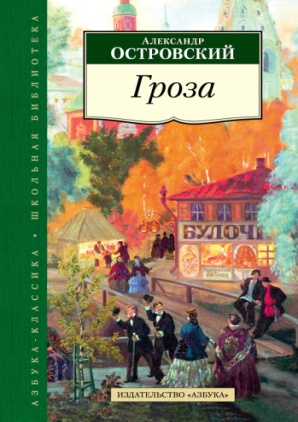 Александр
ОСТРОВСКИЙ
Гроза
БУЛОЧ
ИЗДАТЕЛЬСТВО «АЗБУКА»
АЗБУКА-КЛАССИКА • ШКОЛЬНАЯ БИБЛИОТЕКА